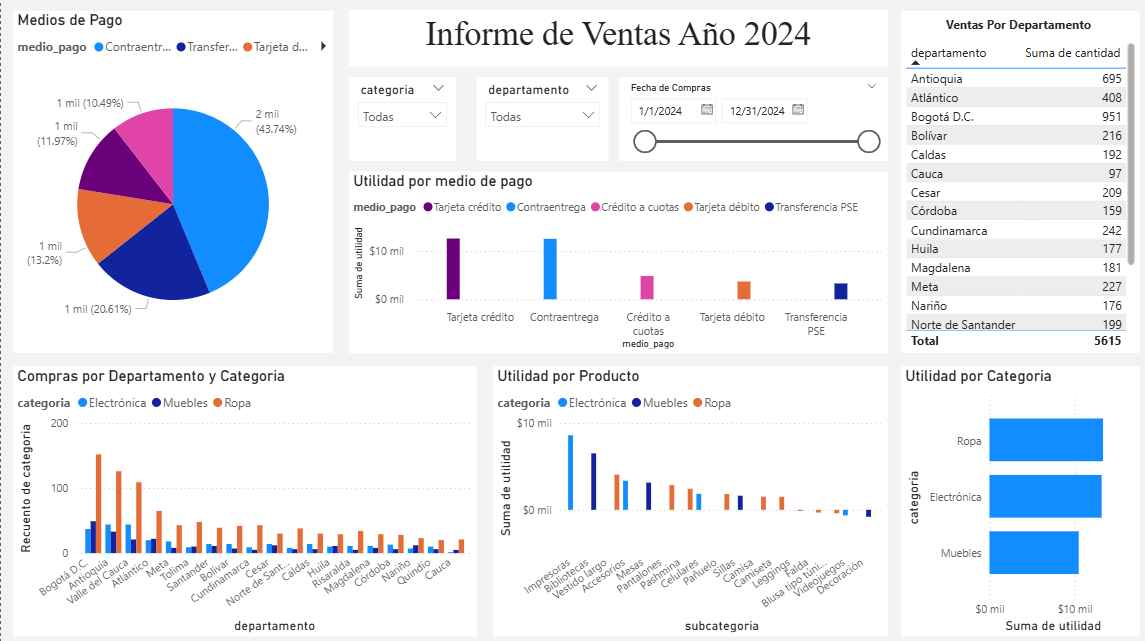 Medios de Pago
medio_pago Contraentr... Transfer... Tarjeta d...
1 mil (10.49%)
1 mil
(11.97%)
2 mil
(43.74%)
1 mil
(13.2%)
1 mil (20.61%)
Informe de Ventas Año 2024
categoria
Todas
departamento
Todas
Fecha de Compras
1/1/2024 12/31/2024
Utilidad por medio de pago
medio_pago Tarjeta crédito Contraentrega Crédito a cuotas Tarjeta débito Transferencia PSE
Suma de utilidad
$10 mil
$0 mil
Tarjeta crédito Contraentrega Crédito a cuotas Tarjeta débito Transferencia PSE
medio_pago
Ventas Por Departamento
departamento Suma de cantidad
Antioquia 695
Atlántico 408
Bogotá D.C. 951
Bolívar 216
Caldas 192
Cauca 97
Cesar 209
Córdoba 159
Cundinamarca 242
Huila 177
Magdalena 181
Meta 227
Nariño 176
Norte de Santander 199
Total 5615
Compras por Departamento y Categoria
categoria Electrónica Muebles Ropa
Recuento de categoria
200
100
0
Bogotá D.C.
Antioquia
Valle del Cauca
Atlántico
Meta
Tolima
Santander
Bolívar
Cundinamarca
Cesar
Norte de Sant...
Caldas
Huila
Risaralda
Magdalena
Córdoba
Nariño
Quindío
Cauca
departamento
Utilidad por Producto
categoria Electrónica Muebles Ropa
Suma de utilidad
$10 mil
$0 mil
Impresoras
Bibliotecas
Vestido largo
Accesorios
Mesas
Pantalones
Pashmina
Celulares
Pañuelo
Sillas
Camisa
Camiseta
Leggings
Falda
Blusa tipo túni...
Videojuegos
Decoración
subcategoria
Utilidad por Categoria
categoria
Ropa
Electrónica
Muebles
$0 mil $10 mil
Suma de utilidad